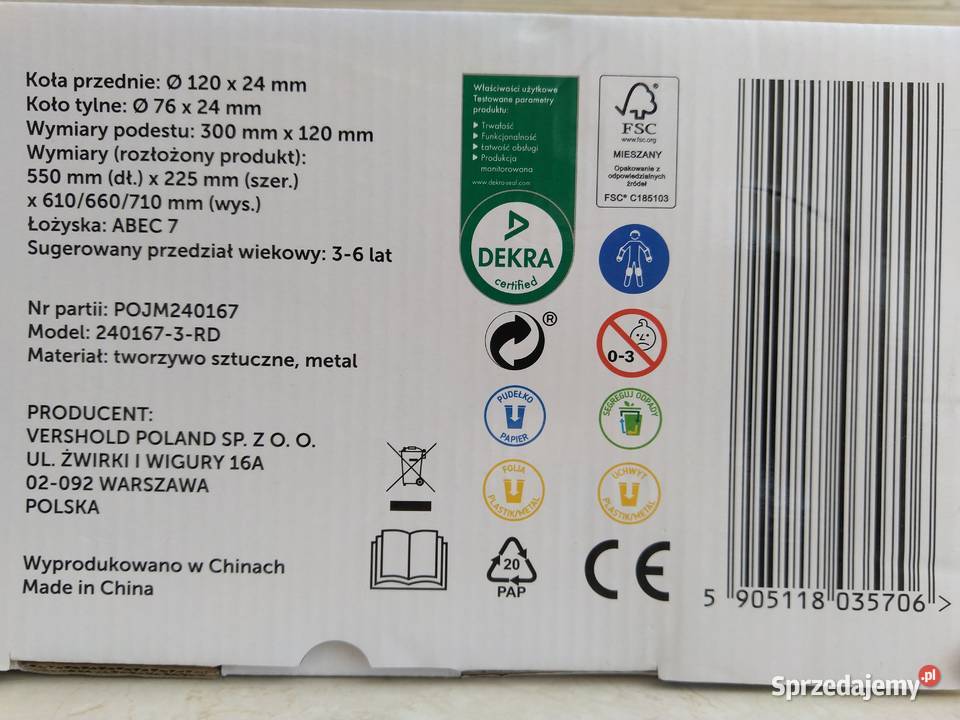 Koła przednie: Ø 120 x 24 mm
Koło tylne: Ø 76 x 24 mm
Wymiary podestu: 300 mm x 120 mm
Wymiary (rozłożony produkt):
550 mm (dł.) x 225 mm (szer.)
x 610/660/710 mm (wys.)
Łożyska: ABEC 7
Sugerowany przedział wiekowy: 3-6 lat
Nr partii: POJM240167
Model: 240167-3-RD
Materiał: tworzywo sztuczne, metal
PRODUCENT:
VERSHOLD POLAND SP. Z O. O.
UL. ŻWIRKI I WIGURY 16A
02-092 WARSZAWA
POLSKA
Wyprodukowano w Chinach
Made in China
Właściwości użytkowe
Testowane parametry
produktu:
Trwałość
Funkcjonalność
Łatwość obsługi
Produkcja
monitorowana
www.dekra-seal.com
DEKRA
certified
®
PUDEŁKO
PAPIER
FOLIA
PLASTIK/METAL
20
PAP
FSC®
www.fsc.org
MIESZANY
Opakowanie z
odpowiedzialnych
źródeł
FSC® C185103
0-3
SEGREGUJ ODPADY
UCHWYT
PLASTIK/METAL
CE
5 905118 035706 >
Sprzedajemy.pl